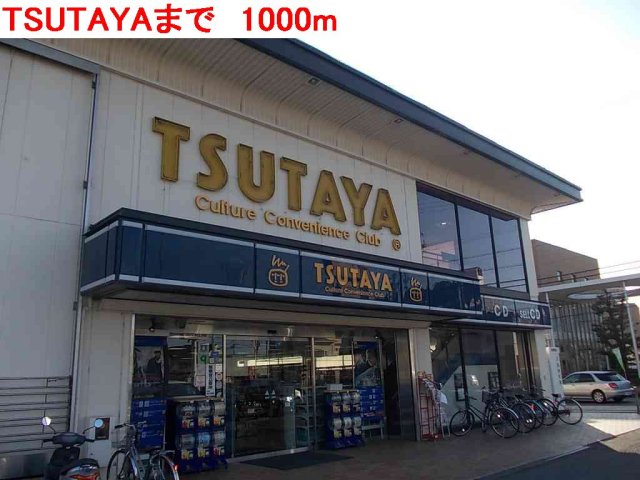 TSUTAYAまで 1000m
TSUTAYA
Culture Convenience Club
TSUTAYA
Culture Convenience Club
CD
SELL CD